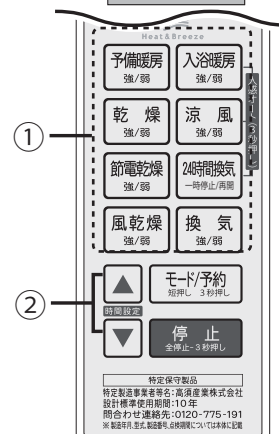 Heat&Breeze
予備暖房 入浴暖房
強/弱 強/弱
乾 燥 涼 風
強/弱 強/弱
節電乾燥 24時間換気
強/弱 一時停止/再開
風乾燥 換 気
強/弱 強/弱
人感オート(3秒押し)
①
②
▲ モード/予約
短押し 3秒押し
時間設定
▼ 停 止
全停止-3秒押し
特定保守製品
特定製造事業者等名:高須産業株式会社
設計標準使用期間:10年
問合わせ連絡先:0120-775-191
※ 製造年月、型式、製造番号、点検期間については本体に記載